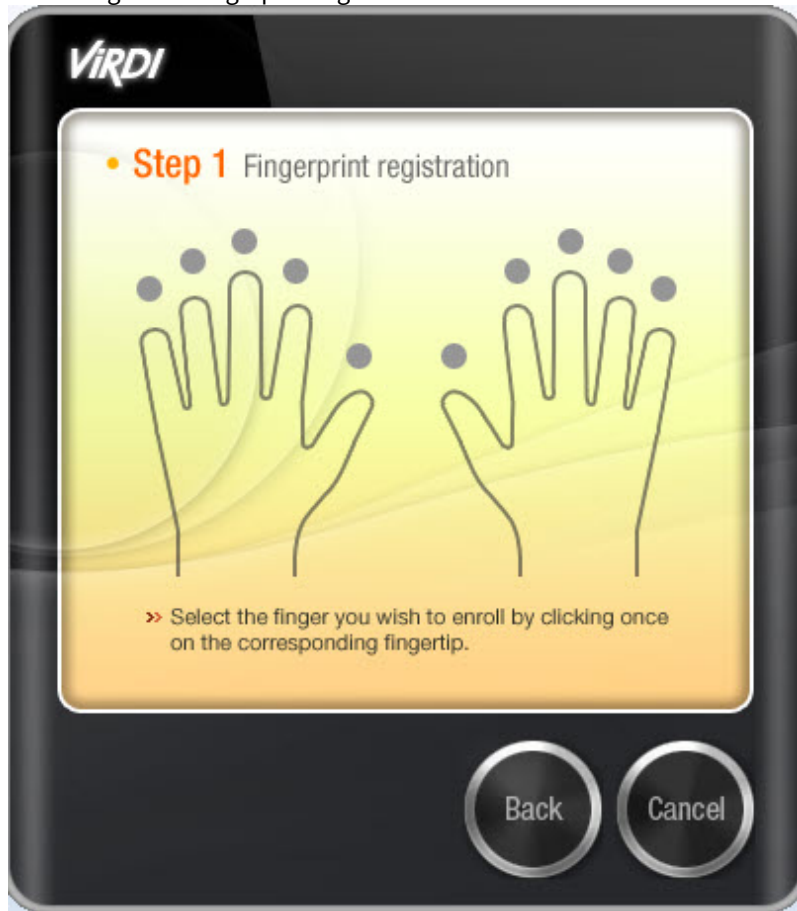 ViRDI
• Step 1 Fingerprint registration
>> Select the finger you wish to enroll by clicking once
on the corresponding fingertip.
Back Cancel